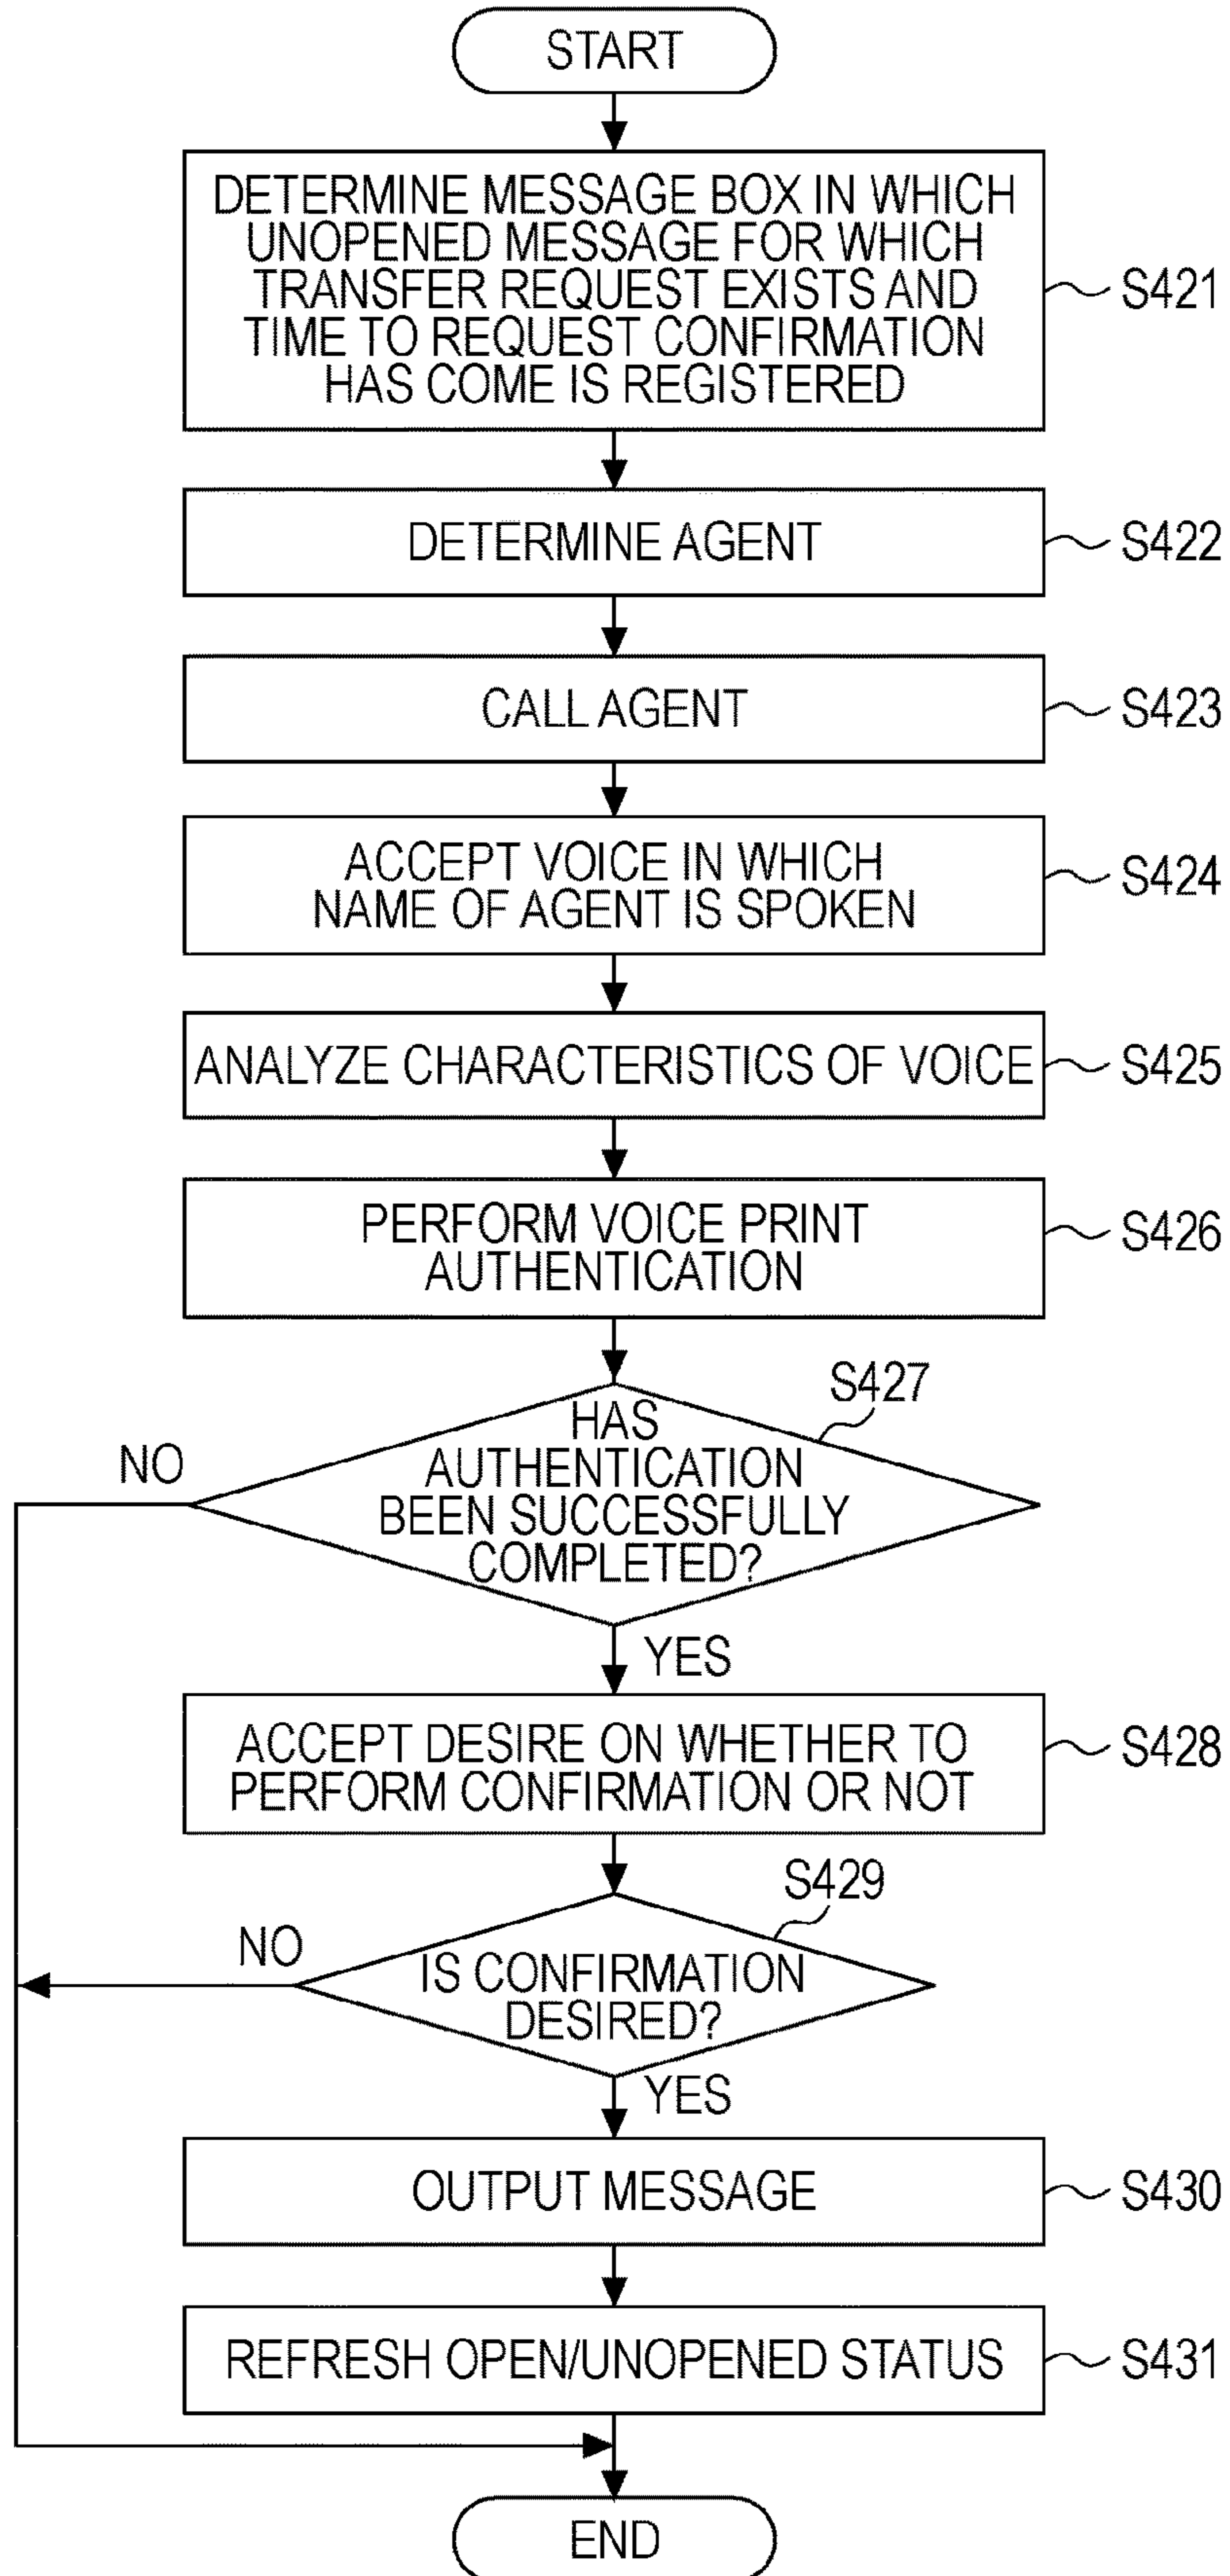 START
DETERMINE MESSAGE BOX IN WHICH
UNOPENED MESSAGE FOR WHICH
TRANSFER REQUEST EXISTS AND
TIME TO REQUEST CONFIRMATION
HAS COME IS REGISTERED
S421
DETERMINE AGENT
S422
CALL AGENT
S423
ACCEPT VOICE IN WHICH
NAME OF AGENT IS SPOKEN
S424
ANALYZE CHARACTERISTICS OF VOICE
S425
PERFORM VOICE PRINT
AUTHENTICATION
S426
S427
HAS
AUTHENTICATION
BEEN SUCCESSFULLY
COMPLETED?
NO
YES
ACCEPT DESIRE ON WHETHER TO
PERFORM CONFIRMATION OR NOT
S428
S429
NO
IS CONFIRMATION
DESIRED?
YES
OUTPUT MESSAGE
S430
REFRESH OPEN/UNOPENED STATUS
S431
END